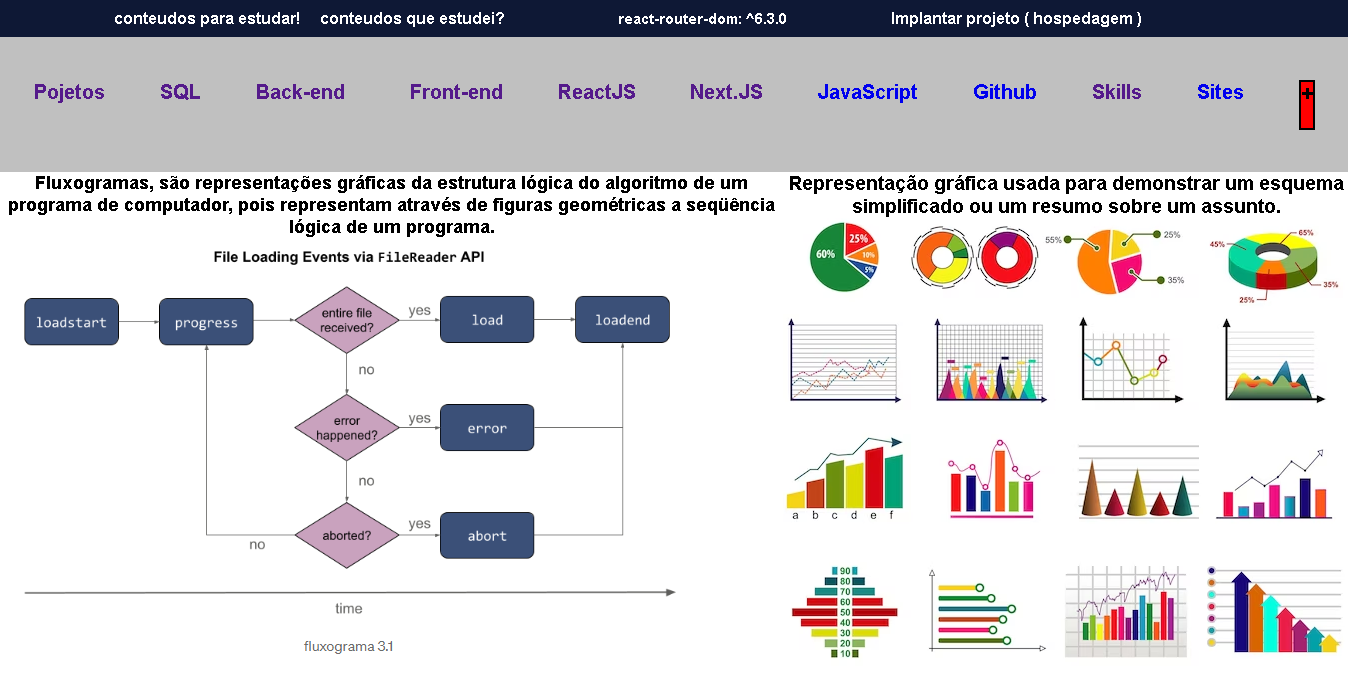 conteudos para estudar! conteudos que estudei? react-router-dom: ^6.3.0 Implantar projeto ( hospedagem )
Pojetos SQL Back-end Front-end ReactJS Next.JS JavaScript Github Skills Sites +
Fluxogramas, são representações gráficas da estrutura lógica do algoritmo de um
programa de computador, pois representam através de figuras geométricas a seqüência
lógica de um programa.
File Loading Events via FileReader API
loadstart
progress
entire file
received?
yes
load
loadend
no
error
happened?
yes
error
no
aborted?
yes
abort
no
time
fluxograma 3.1
Representação gráfica usada para demonstrar um esquema
simplificado ou um resumo sobre um assunto.
60%
25%
10%
5%
55%
25%
35%
45%
65%
35%
25%
a b c d e f
90
80
70
60
50
40
30
20
10